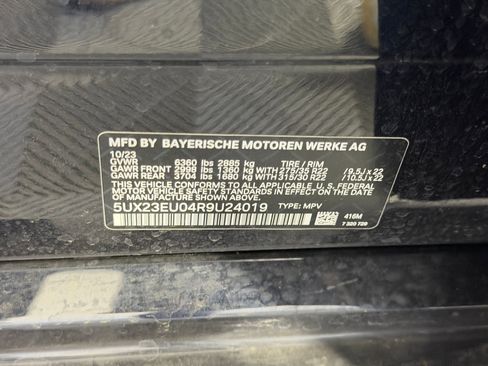 MFD BY BAYERISCHE MOTOREN WERKE AG
10/23
GVWR 6360 lbs 2885 kg TIRE / RIM
GAWR FRONT 2998 lbs 1360 kg WITH 275/35 R22 / 9.5J x 22
GAWR REAR 3704 lbs 1680 kg WITH 315/30 R22 / 10.5J x 22
THIS VEHICLE CONFORMS TO ALL APPLICABLE U.S. FEDERAL
MOTOR VEHICLE SAFETY STANDARDS IN EFFECT ON THE DATE
OF MANUFACTURE SHOWN ABOVE.
5UX23EU04R9U24019 TYPE: MPV
416M